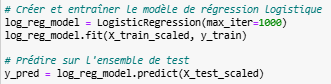 # Créer et entraîner le modèle de régression logistique
log_reg_model = LogisticRegression(max_iter=1000)
log_reg_model.fit(X_train_scaled, y_train)
# Prédire sur l'ensemble de test
y_pred = log_reg_model.predict(X_test_scaled)